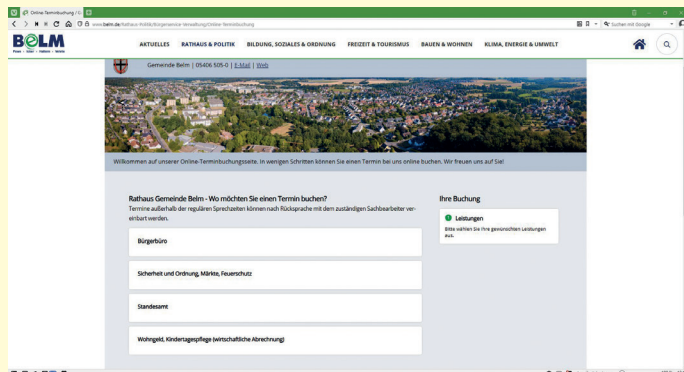 Online-Terminbuchung / G
www.belm.de/Rathaus-Politik/Bürgerservice-Verwaltung/Online-Terminbuchung
Suchen mit Google
BELM
AKTUELLES RATHAUS & POLITIK BILDUNG, SOZIALES & ORDNUNG FREIZEIT & TOURISMUS BAUEN & WOHNEN KLIMA, ENERGIE & UMWELT
Gemeinde Belm | 05406 505-0 | E-Mail | Web
Willkommen auf unserer Online-Terminbuchungsseite. In wenigen Schritten können Sie einen Termin bei uns online buchen. Wir freuen uns auf Sie!
Rathaus Gemeinde Belm - Wo möchten Sie einen Termin buchen?
Termine außerhalb der regulären Sprechzeiten können nach Rücksprache mit dem zuständigen Sachbearbeiter ver-
einbart werden.
Bürgerbüro
Sicherheit und Ordnung, Märkte, Feuerschutz
Standesamt
Wohngeld, Kindertagespflege (wirtschaftliche Abrechnung)
Ihre Buchung
Leistungen
Bitte wählen Sie Ihre gewünschten Leistungen
aus.